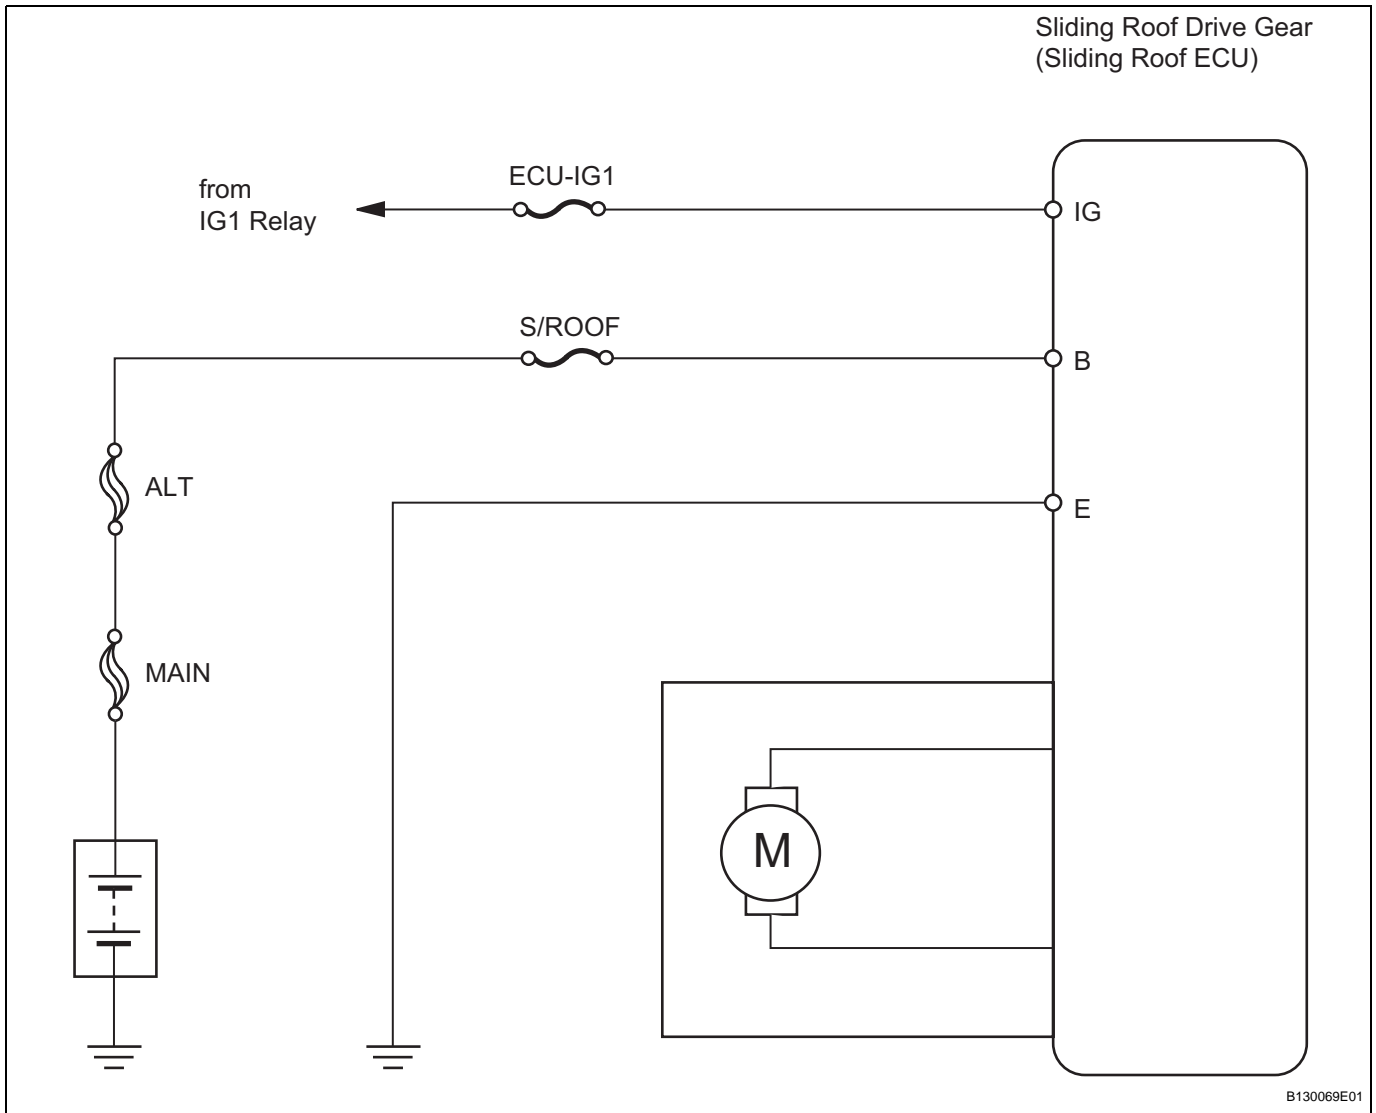 Sliding Roof Drive Gear
(Sliding Roof ECU)
from
IG1 Relay
ECU-IG1
IG
S/ROOF
B
ALT
E
MAIN
M
B130069E01